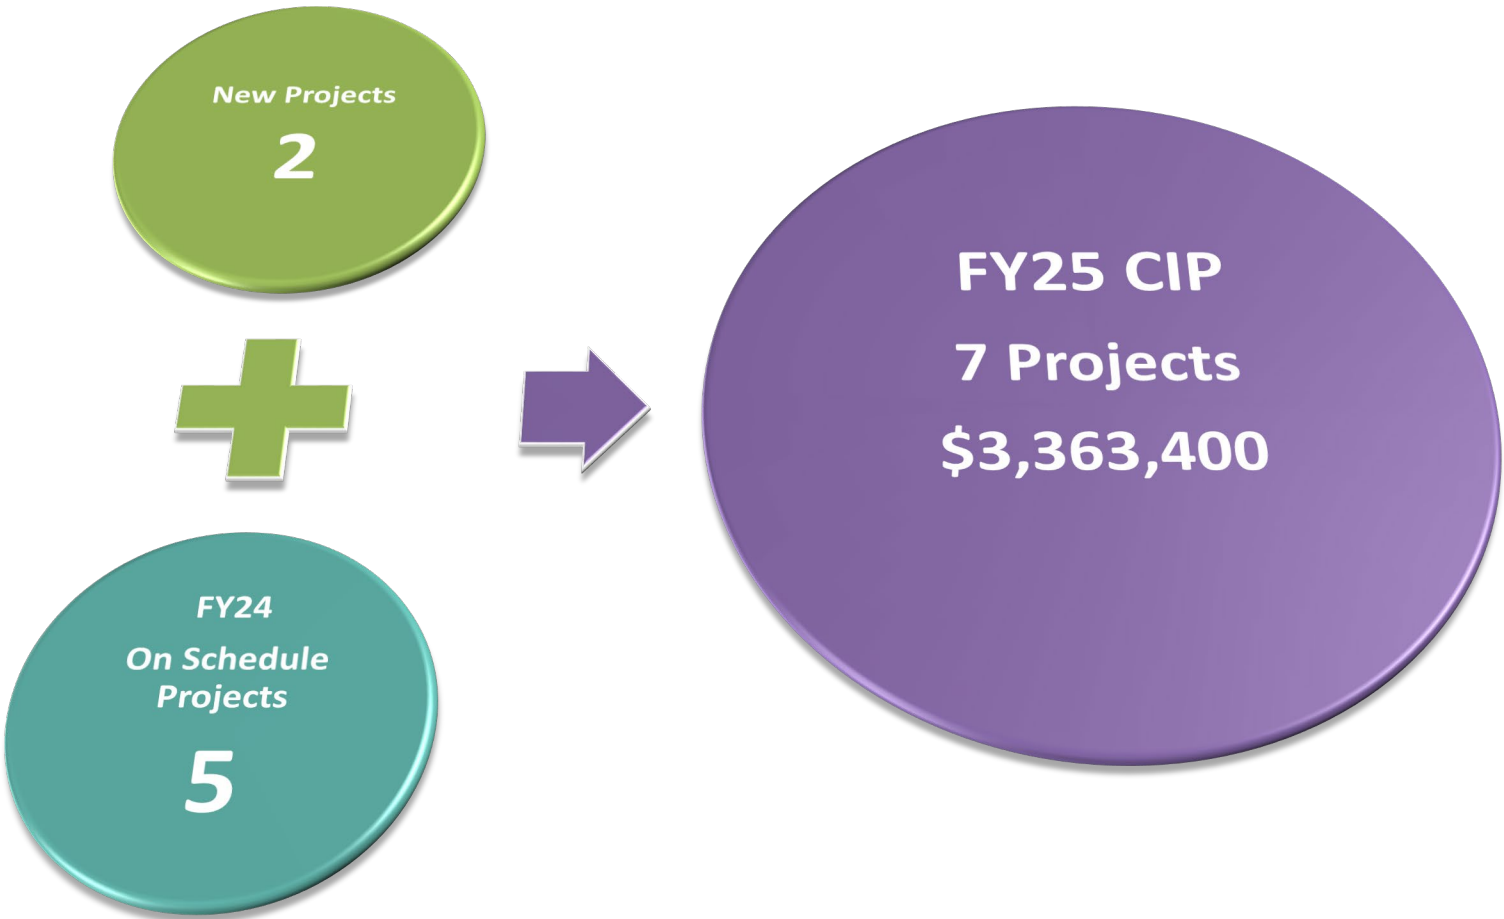 New Projects
2
FY24
On Schedule
Projects
5
FY25 CIP
7 Projects
$3,363,400